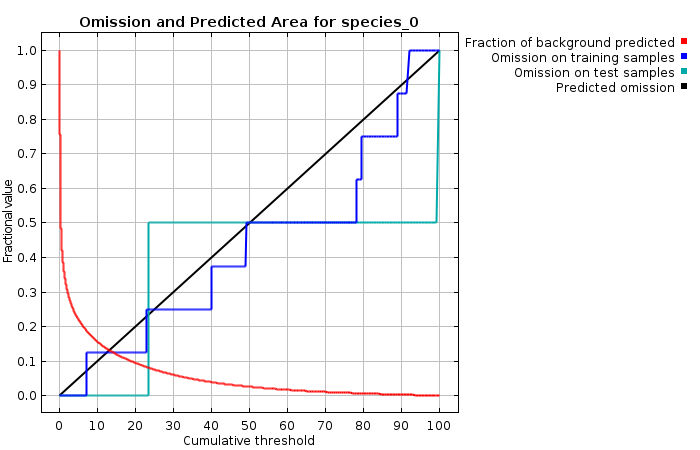 Omission and Predicted Area for species_0
Fraction of background predicted
Omission on training samples
Omission on test samples
Predicted omission
Fractional value
1.0
0.9
0.8
0.7
0.6
0.5
0.4
0.3
0.2
0.1
0.0
0 10 20 30 40 50 60 70 80 90 100
Cumulative threshold